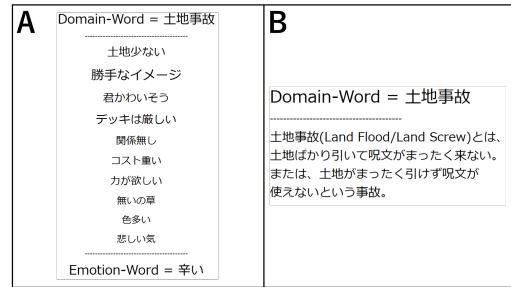 A
Domain-Word = 土地事故
----------------------------------
土地少ない
勝手なイメージ
君かわいそう
デッキは厳しい
関係無し
コスト重い
力が欲しい
無いの草
色多い
悲しい気
----------------------------------
Emotion-Word = 辛い
B
Domain-Word = 土地事故
----------------------------------
土地事故(Land Flood/Land Screw)とは、
土地ばかり引いて呪文がまったく来ない。
または、土地がまったく引けず呪文が
使えないという事故。